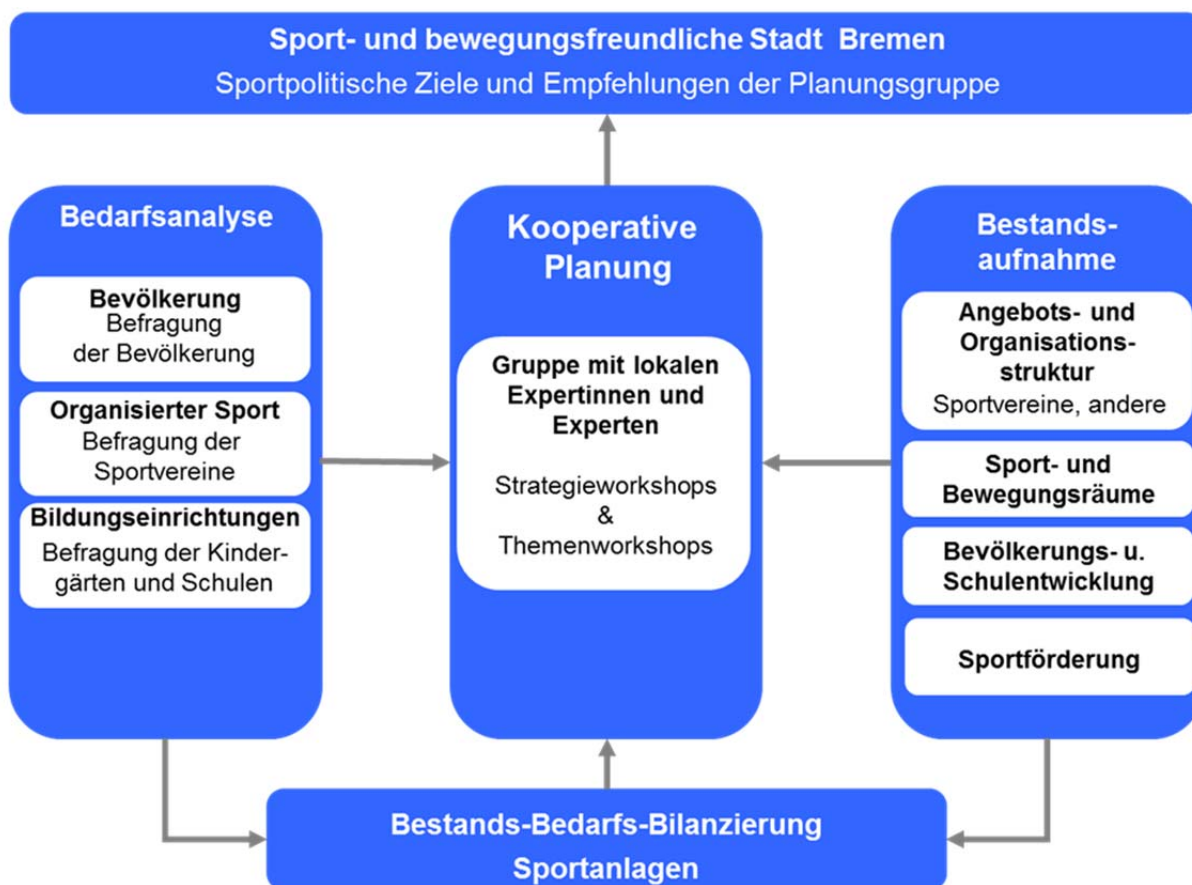 Sport- und bewegungsfreundliche Stadt Bremen
Sportpolitische Ziele und Empfehlungen der Planungsgruppe
Bedarfsanalyse
Bevölkerung
Befragung
der Bevölkerung
Organisierter Sport
Befragung der
Sportvereine
Bildungseinrichtungen
Befragung der Kinder-
gärten und Schulen
Kooperative
Planung
Gruppe mit lokalen
Expertinnen und
Experten
Strategieworkshops
&
Themenworkshops
Bestands-
aufnahme
Angebots- und
Organisations-
struktur
Sportvereine, andere
Sport- und
Bewegungsräume
Bevölkerungs- u.
Schulentwicklung
Sportförderung
Bestands-Bedarfs-Bilanzierung
Sportanlagen